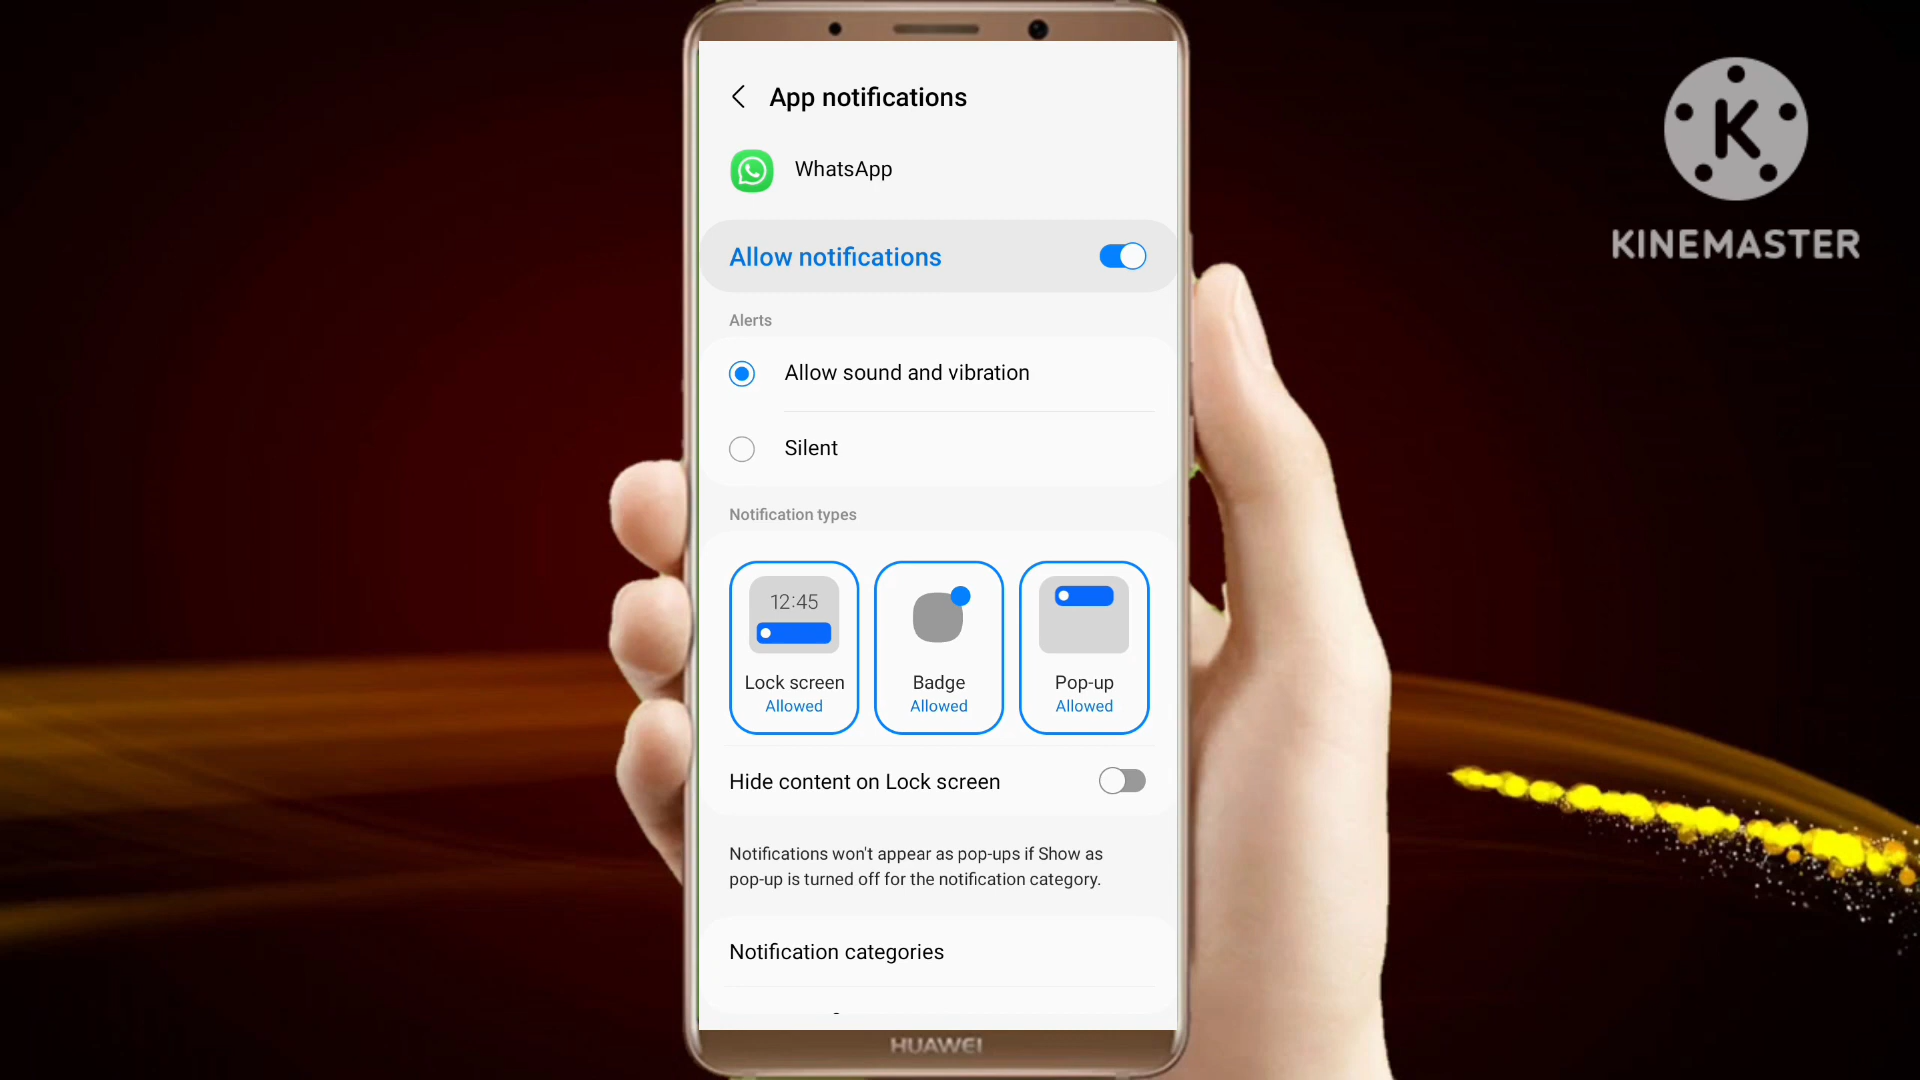 App notifications
WhatsApp
Allow notifications
Alerts
Allow sound and vibration
Silent
Notification types
12:45
Lock screen
Allowed
Badge
Allowed
Pop-up
Allowed
Hide content on Lock screen
Notifications won't appear as pop-ups if Show as
pop-up is turned off for the notification category.
Notification categories
HUAWEI
K
KINEMASTER